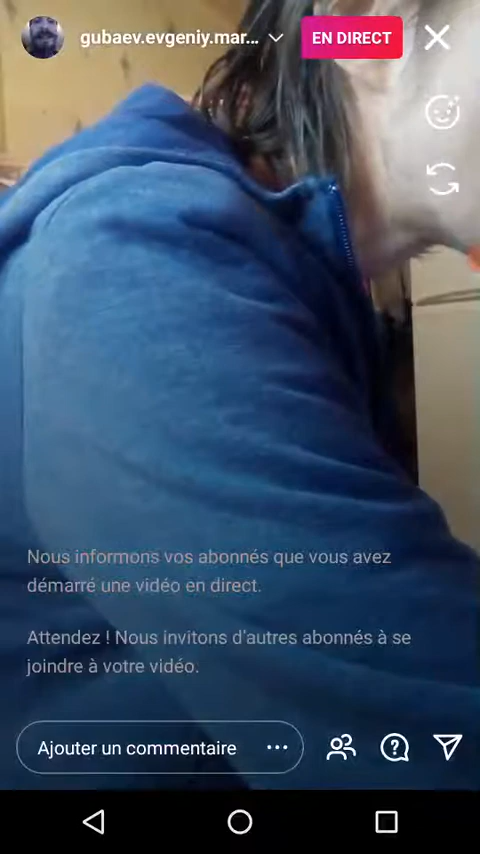 gubaev.evgeniy.mar...
EN DIRECT
Nous informons vos abonnés que vous avez
démarré une vidéo en direct.
Attendez ! Nous invitons d'autres abonnés à se
joindre à votre vidéo.
Ajouter un commentaire